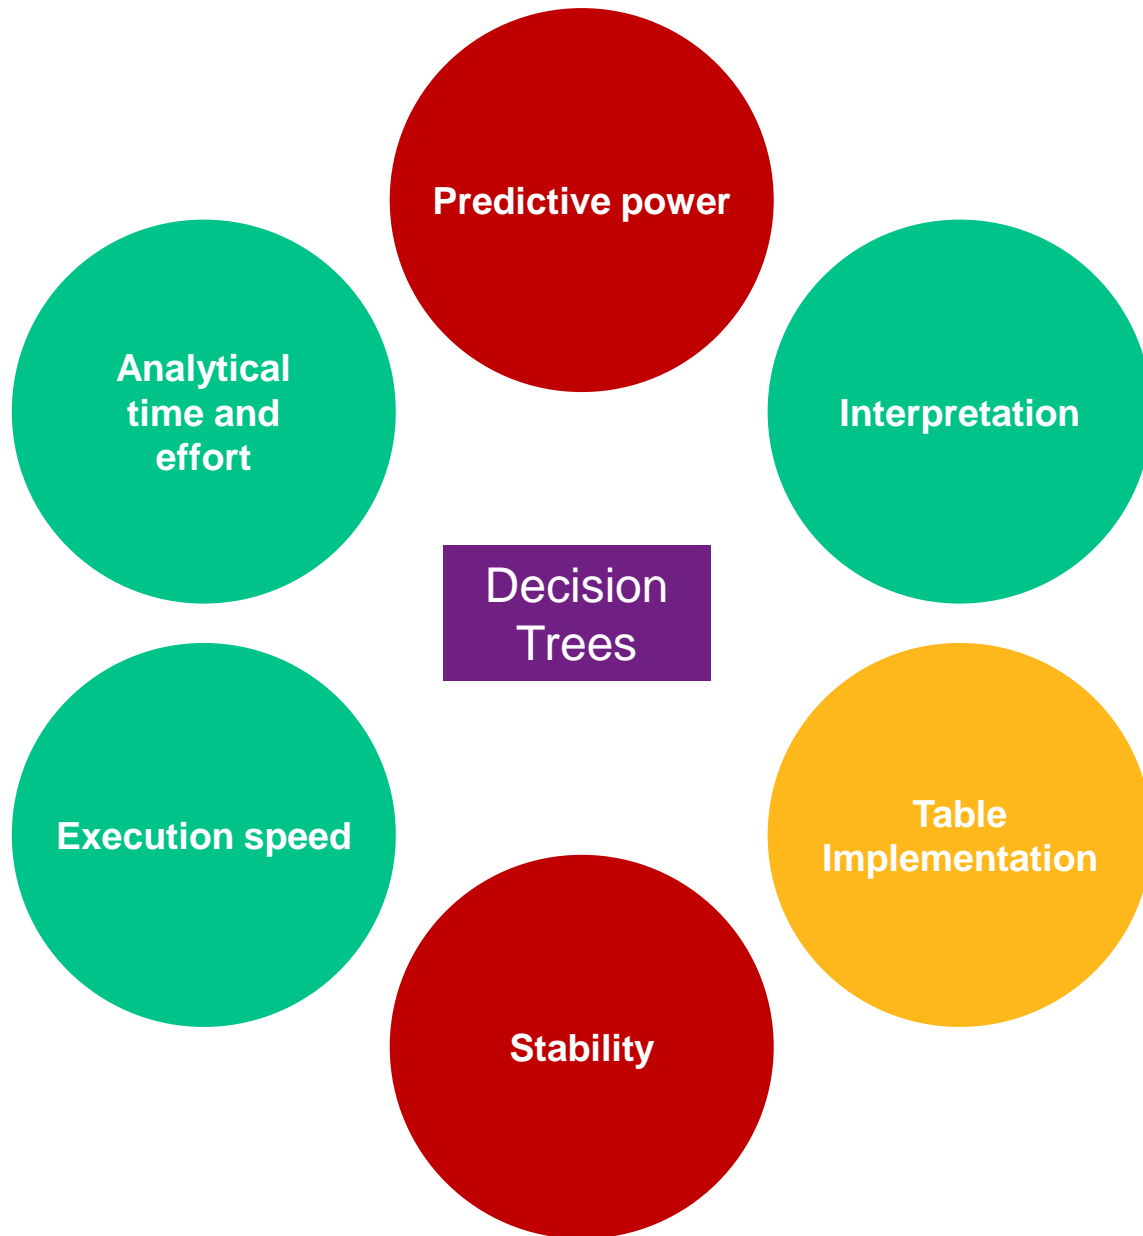 Predictive power
Analytical
time and
effort
Interpretation
Decision
Trees
Execution speed
Table
Implementation
Stability